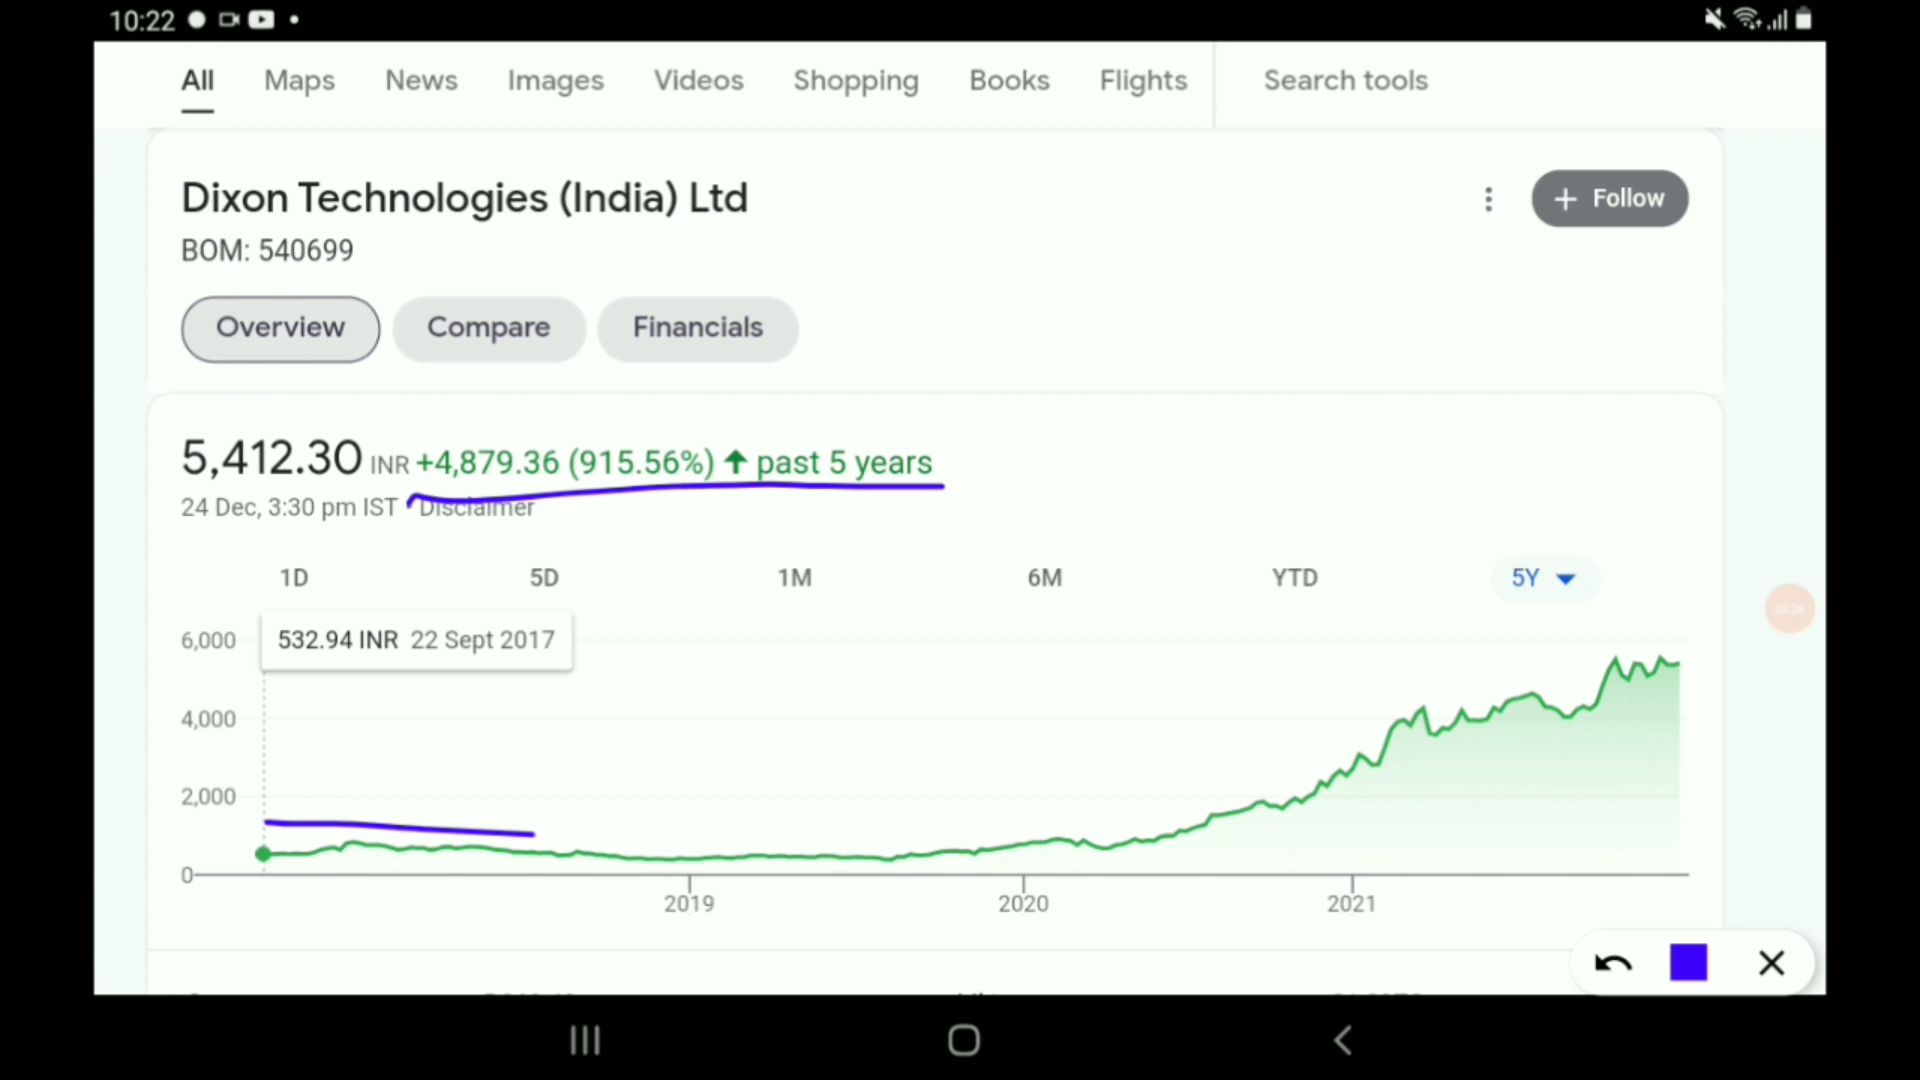 10:22
All Maps News Images Videos Shopping Books Flights Search tools
Dixon Technologies (India) Ltd
BOM: 540699
+ Follow
Overview Compare Financials
5,412.30 INR +4,879.36 (915.56%) ↑ past 5 years
24 Dec, 3:30 pm IST • Disclaimer
1D 5D 1M 6M YTD 5Y
532.94 INR 22 Sept 2017
6,000
4,000
2,000
0
2019 2020 2021